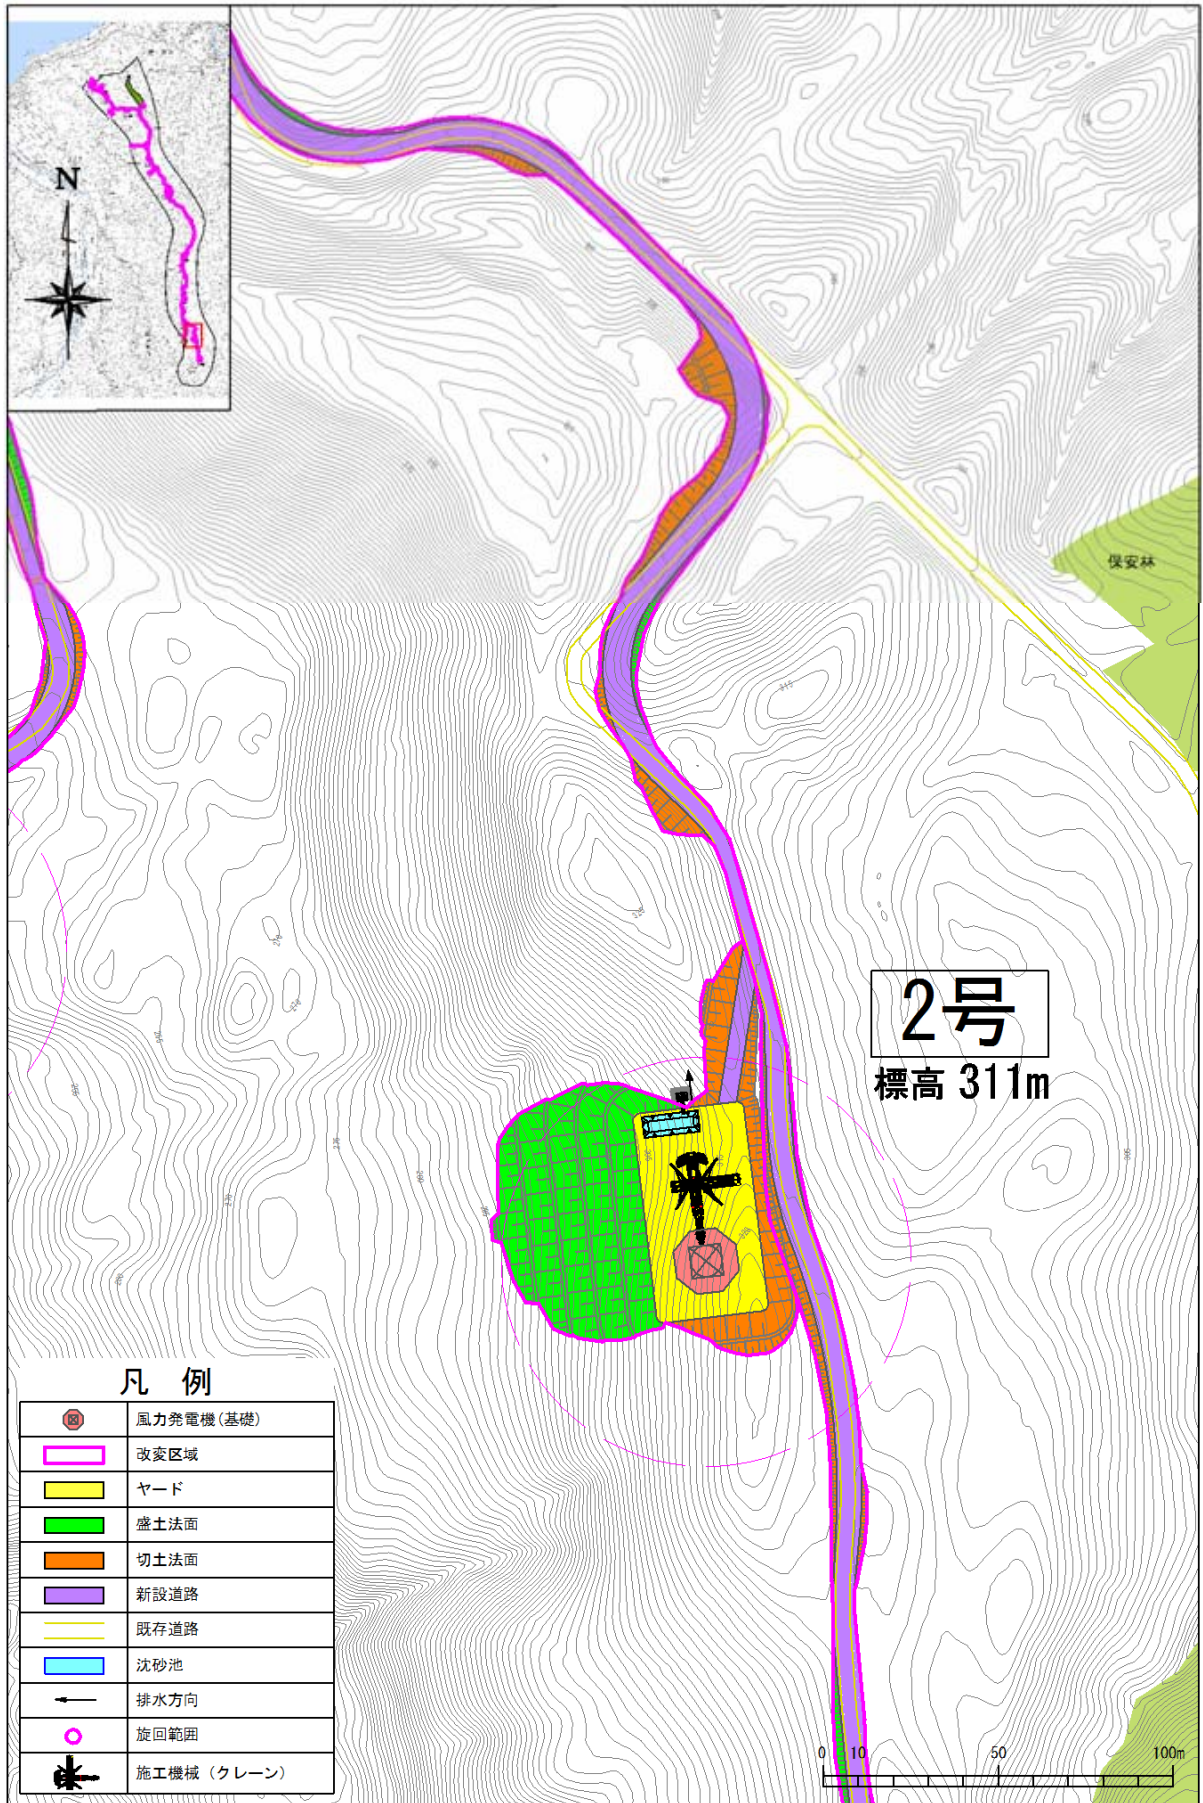 N
保安林
315
2号
標高 311m
凡 例
風力発電機(基礎)
改変区域
ヤード
盛土法面
切土法面
新設道路
既存道路
沈砂池
排水方向
旋回範囲
施工機械 (クレーン)
0 10 50 100m